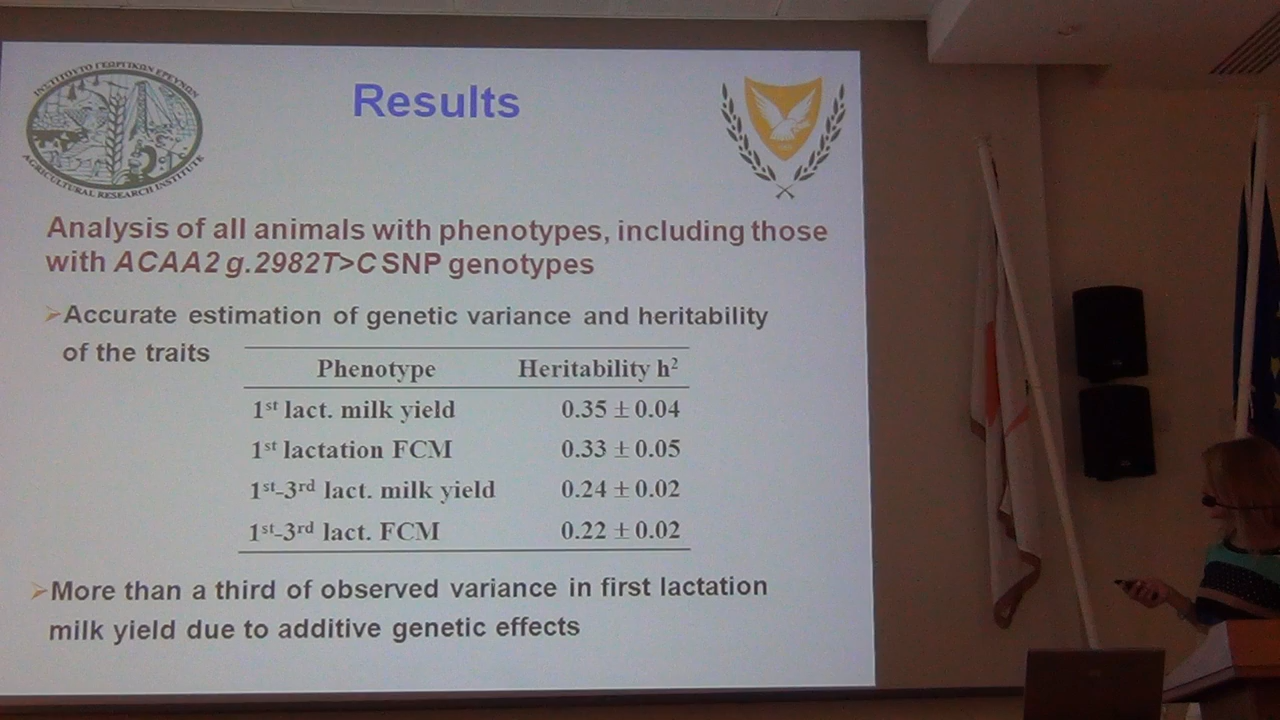 ΙΝΣΤΙΤΟΥΤΟ ΓΕΩΡΓΙΚΩΝ ΕΡΕΥΝΩΝ
AGRICULTURAL RESEARCH INSTITUTE
Results
Analysis of all animals with phenotypes, including those
with ACAA2 g.2982T>C SNP genotypes
➢Accurate estimation of genetic variance and heritability
of the traits
Phenotype Heritability h²
1st lact. milk yield 0.35 ± 0.04
1st lactation FCM 0.33 ± 0.05
1st-3rd lact. milk yield 0.24 ± 0.02
1st-3rd lact. FCM 0.22 ± 0.02
➢More than a third of observed variance in first lactation
milk yield due to additive genetic effects